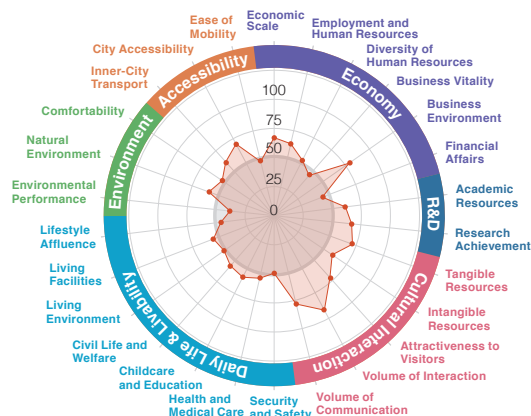 Economic
Scale
Employment and
Human Resources
Diversity of
Human Resources
Business Vitality
Business
Environment
Financial
Affairs
Academic
Resources
Research
Achievement
Tangible
Resources
Intangible
Resources
Attractiveness to
Visitors
Volume of Interaction
Volume of
Communication
Security
and Safety
Health and
Medical Care
Childcare
and Education
Civil Life and
Welfare
Living
Environment
Living
Facilities
Lifestyle
Affluence
Environmental
Performance
Natural
Environment
Comfortability
Inner-City
Transport
City Accessibility
Ease of
Mobility
Economy
R&D
Cultural Interaction
Daily Life & Livability
Environment
Accessibility
100
75
50
25
0